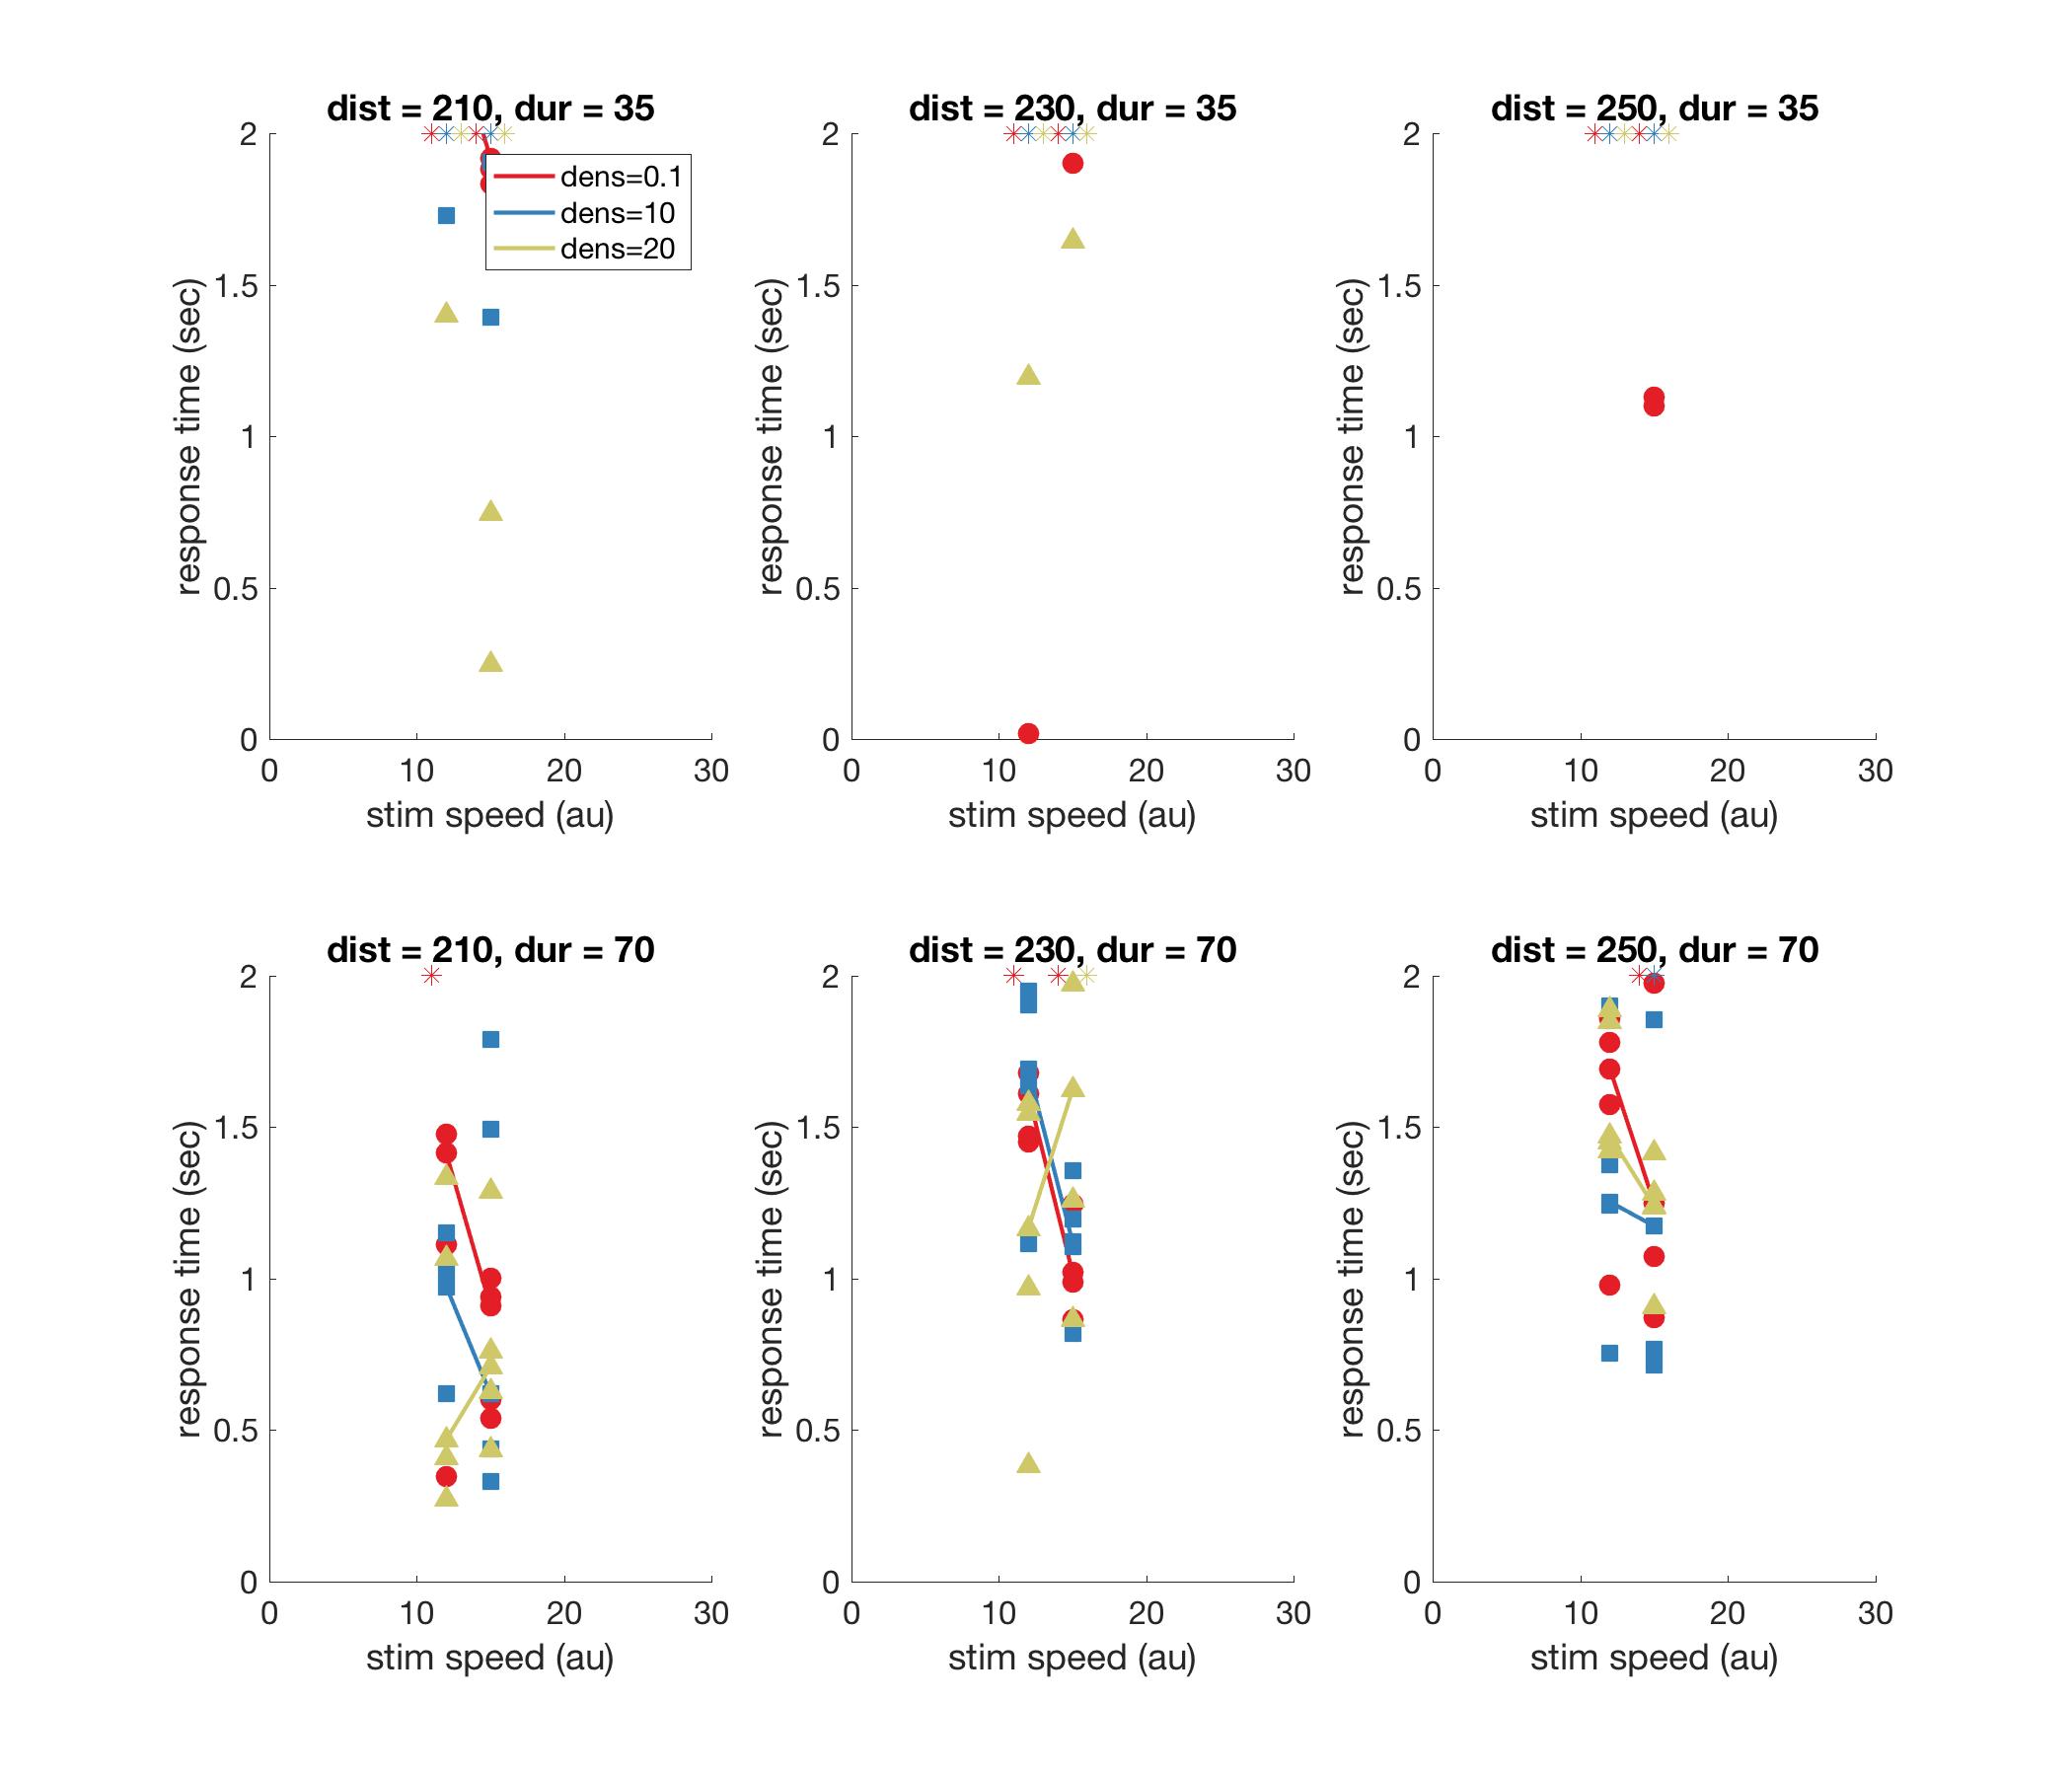 dist = 210, dur = 35
dist = 230, dur = 35
dist = 250, dur = 35
2
1.5
1
0.5
0
response time (sec)
dens=0.1
dens=10
dens=20
0 10 20 30
stim speed (au)
2
1.5
1
0.5
0
response time (sec)
0 10 20 30
stim speed (au)
2
1.5
1
0.5
0
response time (sec)
0 10 20 30
stim speed (au)
dist = 210, dur = 70
dist = 230, dur = 70
dist = 250, dur = 70
2
1.5
1
0.5
0
response time (sec)
0 10 20 30
stim speed (au)
2
1.5
1
0.5
0
response time (sec)
0 10 20 30
stim speed (au)
2
1.5
1
0.5
0
response time (sec)
0 10 20 30
stim speed (au)